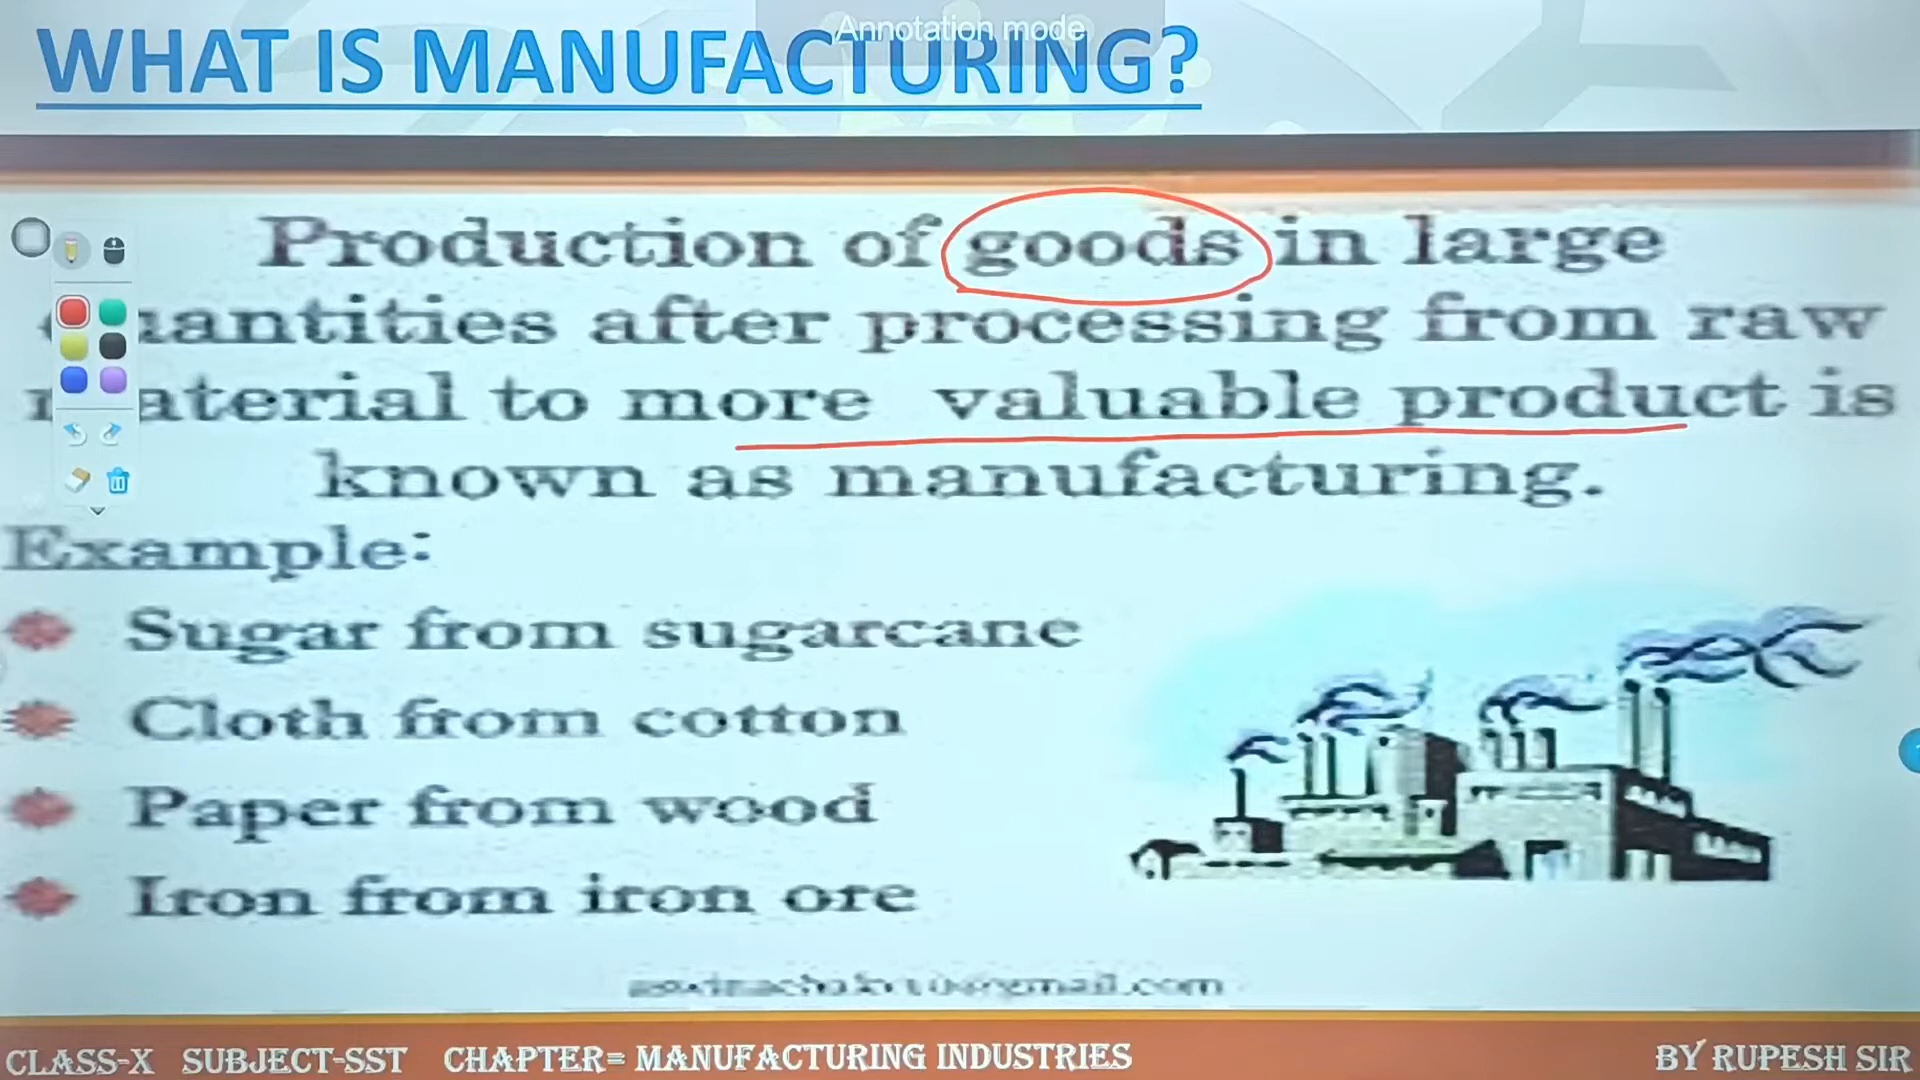 WHAT IS MANUFACTURING?
Annotation mode
Production of goods in large
quantities after processing from raw
material to more valuable product is
known as manufacturing.
Example:
Sugar from sugarcane
Cloth from cotton
Paper from wood
Iron from iron ore
CLASS-X SUBJECT-SST CHAPTER= MANUFACTURING INDUSTRIES
BY RUPESH SIR